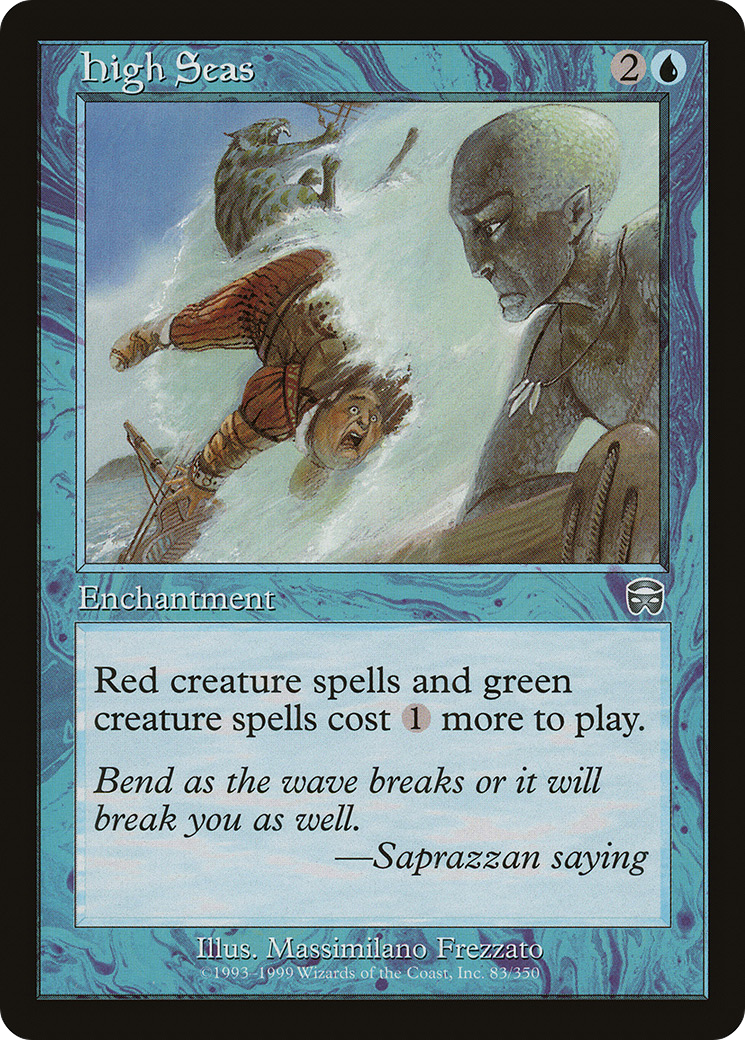 High Seas 2
Enchantment
Red creature spells and green
creature spells cost 1 more to play.
Bend as the wave breaks or it will
break you as well.
—Saprazzan saying
Illus. Massimilano Frezzato
©1993–1999 Wizards of the Coast, Inc. 83/350